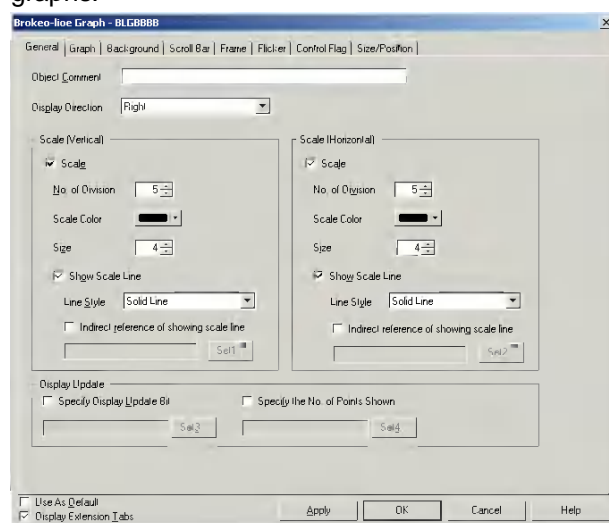 graphs.
Brokeo-lioe Graph - BLGBBBB
General Graph Background Scroll Bar Frame Flicker Control Flag Size/Position
Object Comment
Display Direction Right
Scale (Vertical) Scale (Horizontal)
Scale Scale
No. of Division 5 No. of Division 5
Scale Color Scale Color
Size 4 Size 4
Show Scale Line Show Scale Line
Line Style Solid Line Line Style Solid Line
Indirect reference of showing scale line Indirect reference of showing scale line
Set1 Set2
Display Update
Specify Display Update Bit Specify the No. of Points Shown
Set3 Set4
Use As Default
Display Extension Tabs Apply OK Cancel Help